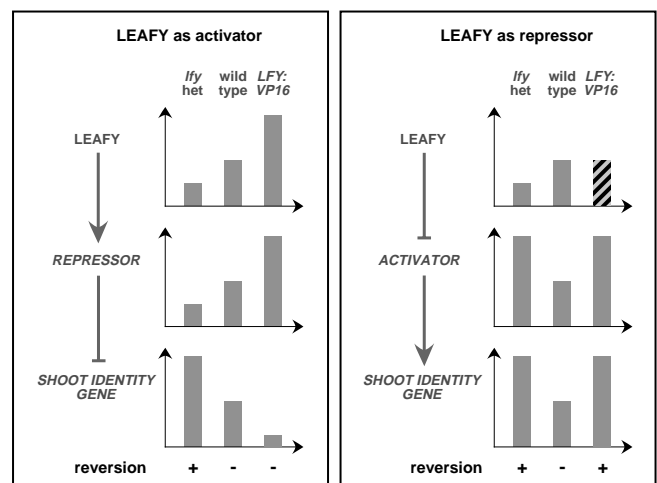 LEAFY as activator
lfy wild LFY:
het type VP16
LEAFY
REPRESSOR
SHOOT IDENTITY
GENE
reversion + - -
LEAFY as repressor
lfy wild LFY:
het type VP16
LEAFY
ACTIVATOR
SHOOT IDENTITY
GENE
reversion + - +